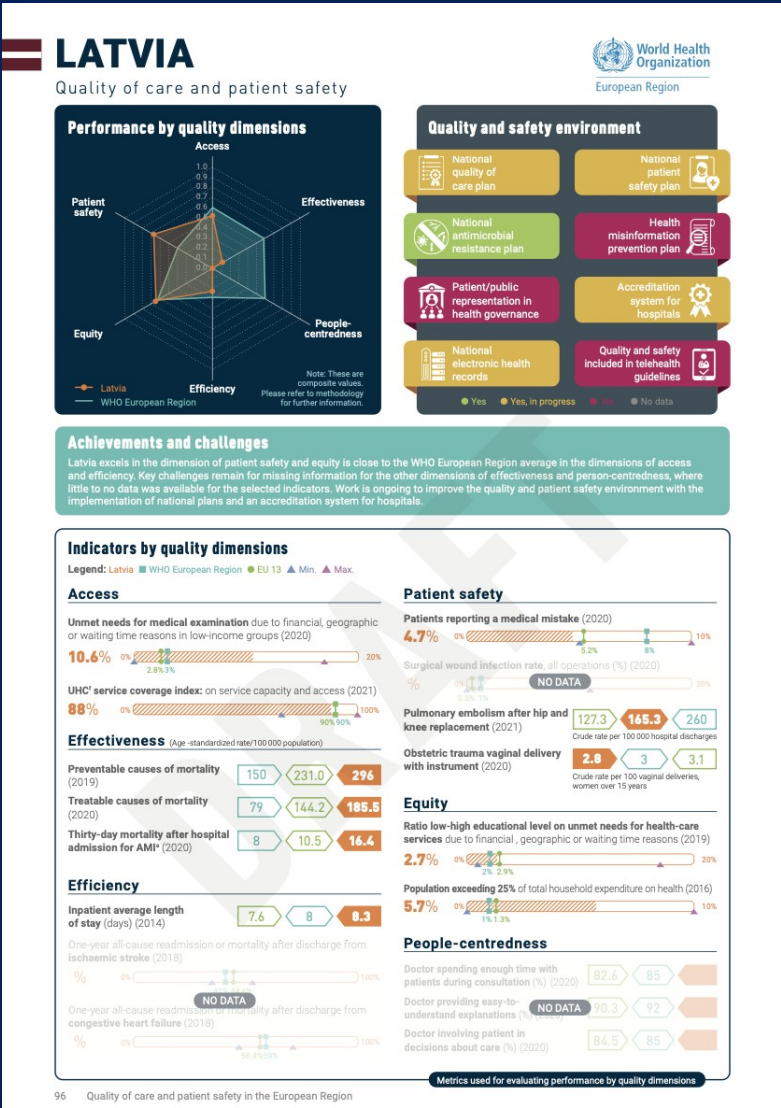 LATVIA
Quality of care and patient safety
World Health
Organization
European Region
Performance by quality dimensions
Access
1.0
0.9
0.8
0.7
0.6
0.5
0.4
0.3
0.2
0.1
0.0
Patient
safety
Effectiveness
Equity
People-
centredness
Efficiency
Latvia
WHO European Region
Note: These are
composite values.
Please refer to methodology
for further information.
Quality and safety environment
National
quality of
care plan
National
patient
safety plan
National
antimicrobial
resistance plan
Health
misinformation
prevention plan
Patient/public
representation in
health governance
Accreditation
system for
hospitals
National
electronic health
records
Quality and safety
included in telehealth
guidelines
Yes
Yes, in progress
No data
Achievements and challenges
Latvia excels in the dimension of patient safety and equity is close to the WHO European Region average in the dimensions of access
and efficiency. Key challenges remain for missing information for the other dimensions of effectiveness and person-centredness, where
little to no data was available for the selected indicators. Work is ongoing to improve the quality and patient safety environment with the
implementation of national plans and an accreditation system for hospitals.
DRAFT
Indicators by quality dimensions
Legend: Latvia WHO European Region EU 13 Min. Max.
Access
Unmet needs for medical examination due to financial, geographic
or waiting time reasons in low-income groups (2020)
10.6% 0% 20%
2.8% 3%
UHC service coverage index: on service capacity and access (2021)
88% 0% 100%
90% 90%
Effectiveness (Age -standardized rate/100 000 population)
Preventable causes of mortality
(2019)
150 231.0 296
Treatable causes of mortality
(2020)
79 144.2 185.5
Thirty-day mortality after hospital
admission for AMI (2020)
8 10.5 16.4
Efficiency
Inpatient average length
of stay (days) (2014)
7.6 8 8.3
One-year all-cause readmission or mortality after discharge from
ischaemic stroke (2018)
% 0% 100%
NO DATA
One-year all-cause readmission or mortality after discharge from
congestive heart failure (2018)
% 0% 100%
Patient safety
Patients reporting a medical mistake (2020)
4.7% 0% 10%
5.2% 8%
Surgical wound infection rate, all operations (%) (2020)
% 0% 20%
NO DATA
Pulmonary embolism after hip and
knee replacement (2021)
127.3 165.3 260
Crude rate per 100 000 hospital discharges
Obstetric trauma vaginal delivery
with instrument (2020)
2.8 3 3.1
Crude rate per 100 vaginal deliveries,
women over 15 years
Equity
Ratio low-high educational level on unmet needs for health-care
services due to financial , geographic or waiting time reasons (2019)
2.7% 0% 20%
2% 2.9%
Population exceeding 25% of total household expenditure on health (2016)
5.7% 0% 10%
1% 1.3%
People-centredness
Doctor spending enough time with
patients during consultation (%) (2020)
82.6 85
Doctor providing easy-to-
understand explanations
NO DATA
90.3 92
Doctor involving patient in
decisions about care (%) (2020)
84.5 85
Metrics used for evaluating performance by quality dimensions
96 Quality of care and patient safety in the European Region